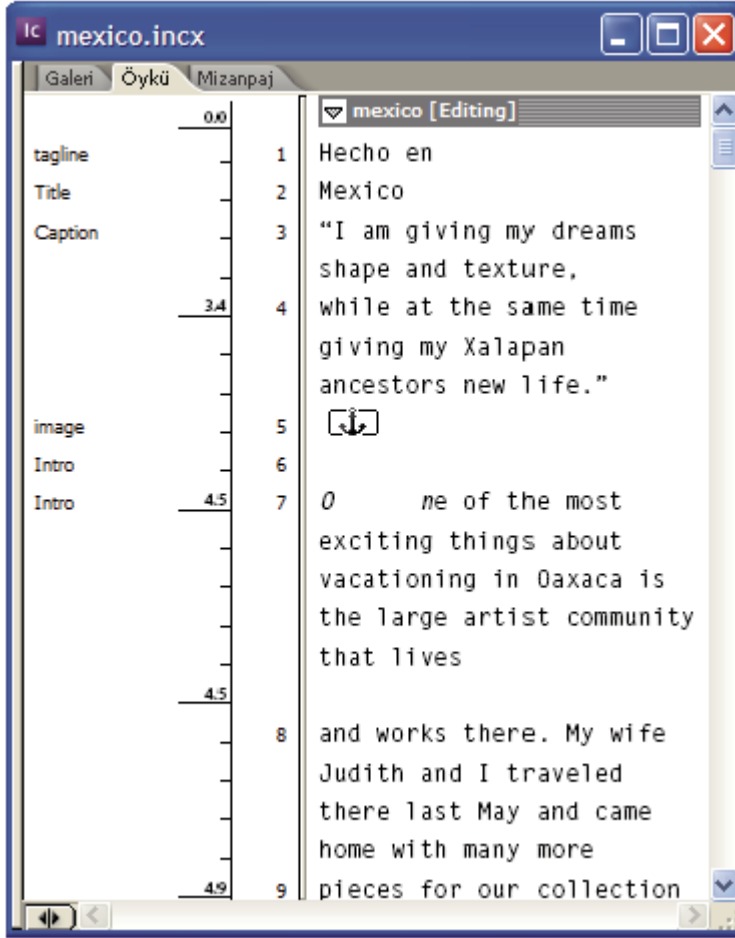 Ic mexico.incx
Galeri Öykü Mizanpaj
0.0
mexico [Editing]
tagline 1 Hecho en
Title 2 Mexico
Caption 3 “I am giving my dreams
shape and texture,
3.4 4 while at the same time
giving my Xalapan
ancestors new life.”
image 5
Intro 6
Intro 4.5 7 O ne of the most
exciting things about
vacationing in Oaxaca is
the large artist community
that lives
4.5
8 and works there. My wife
Judith and I traveled
there last May and came
home with many more
4.9 9 pieces for our collection